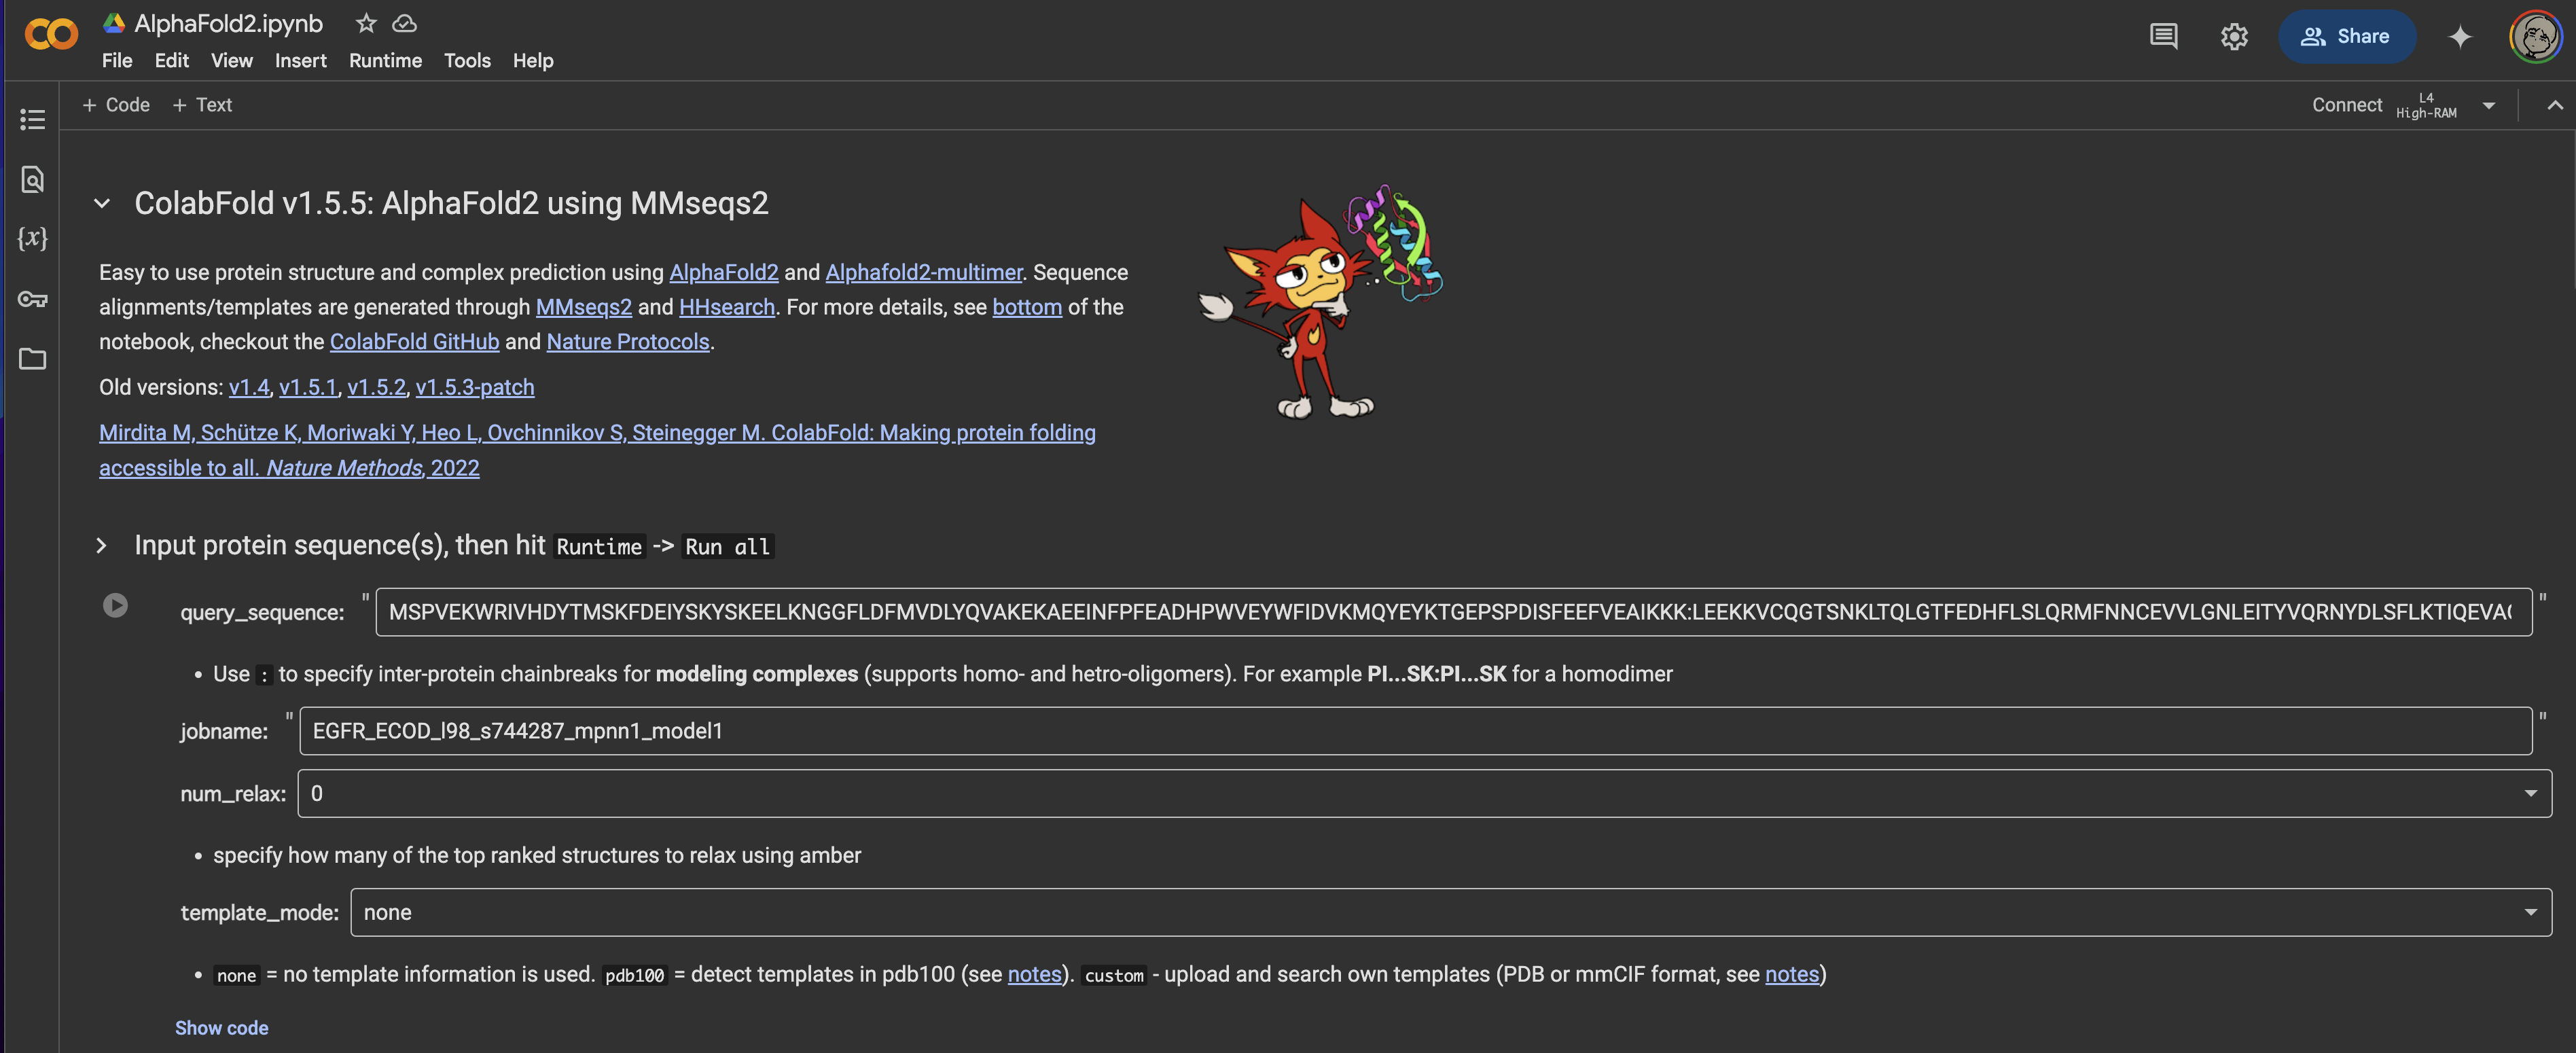 AlphaFold2.ipynb
File Edit View Insert Runtime Tools Help
Share
+ Code + Text
Connect
L4
High-RAM
ColabFold v1.5.5: AlphaFold2 using MMseqs2
Easy to use protein structure and complex prediction using AlphaFold2 and Alphafold2-multimer. Sequence
alignments/templates are generated through MMseqs2 and HHsearch. For more details, see bottom of the
notebook, checkout the ColabFold GitHub and Nature Protocols.
Old versions: v1.4, v1.5.1, v1.5.2, v1.5.3-patch
Mirdita M, Schütze K, Moriwaki Y, Heo L, Ovchinnikov S, Steinegger M. ColabFold: Making protein folding
accessible to all. Nature Methods, 2022
Input protein sequence(s), then hit Runtime -> Run all
query_sequence: " MSPVEKWRIVHDYTMSKFDEIYSKYSKEELKNGGFLDFMVDLYQVAKEKAEEINFPFEADHPWVEYWFIDVKMQYEYKTGEPSPDISFEEFVEAIKKK:LEEKKVCQGTSNKLTQLGTFEDHFLSLQRMFNNCEVVLGNLEITYVQRNYDLSFLKTIQEVA "
• Use : to specify inter-protein chainbreaks for modeling complexes (supports homo- and hetro-oligomers). For example PI...SK:PI...SK for a homodimer
jobname: " EGFR_ECOD_l98_s744287_mpnn1_model1 "
num_relax: 0
• specify how many of the top ranked structures to relax using amber
template_mode: none
• none = no template information is used. pdb100 = detect templates in pdb100 (see notes). custom - upload and search own templates (PDB or mmCIF format, see notes)
Show code